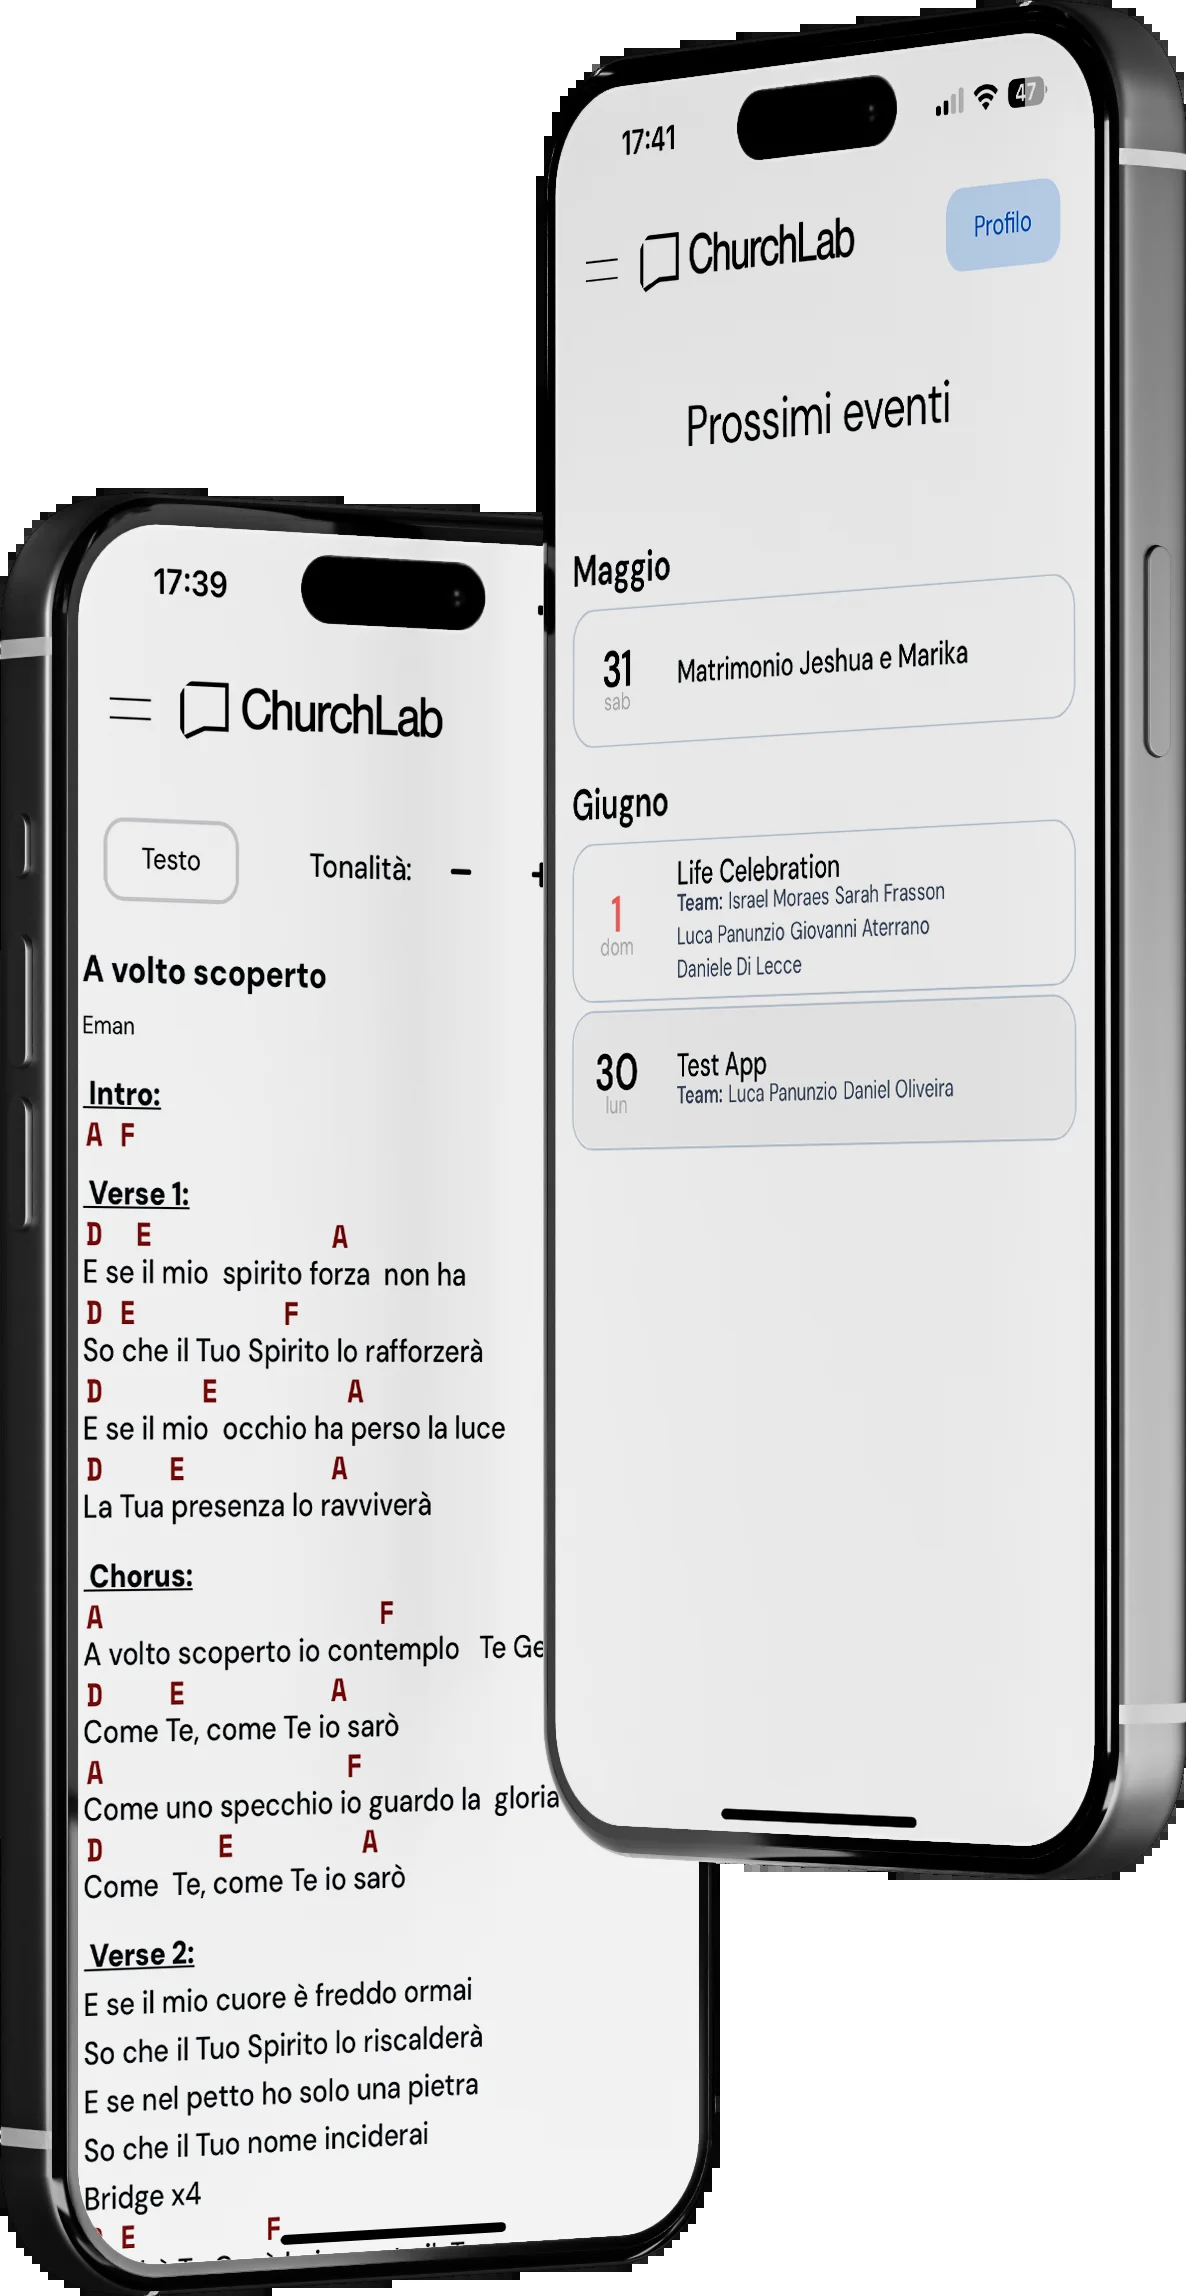 17:41
47
ChurchLab
Profilo
Prossimi eventi
Maggio
31
sab
Matrimonio Jeshua e Marika
Giugno
1
dom
Life Celebration
Team: Israel Moraes Sarah Frasson
Luca Panunzio Giovanni Aterrano
Daniele Di Lecce
30
lun
Test App
Team: Luca Panunzio Daniel Oliveira
17:39
ChurchLab
Testo
Tonalità: − +
A volto scoperto
Eman
Intro:
A F
Verse 1:
D E A
E se il mio spirito forza non ha
D E F
So che il Tuo Spirito lo rafforzerà
D E A
E se il mio occhio ha perso la luce
D E A
La Tua presenza lo ravviverà
Chorus:
A F
A volto scoperto io contemplo Te
D E A
Come Te, come Te io sarò
A F
Come uno specchio io guardo la gloria
D E A
Come Te, come Te io sarò
Verse 2:
E se il mio cuore è freddo ormai
So che il Tuo Spirito lo riscalderà
E se nel petto ho solo una pietra
So che il Tuo nome inciderai
Bridge x4
E F